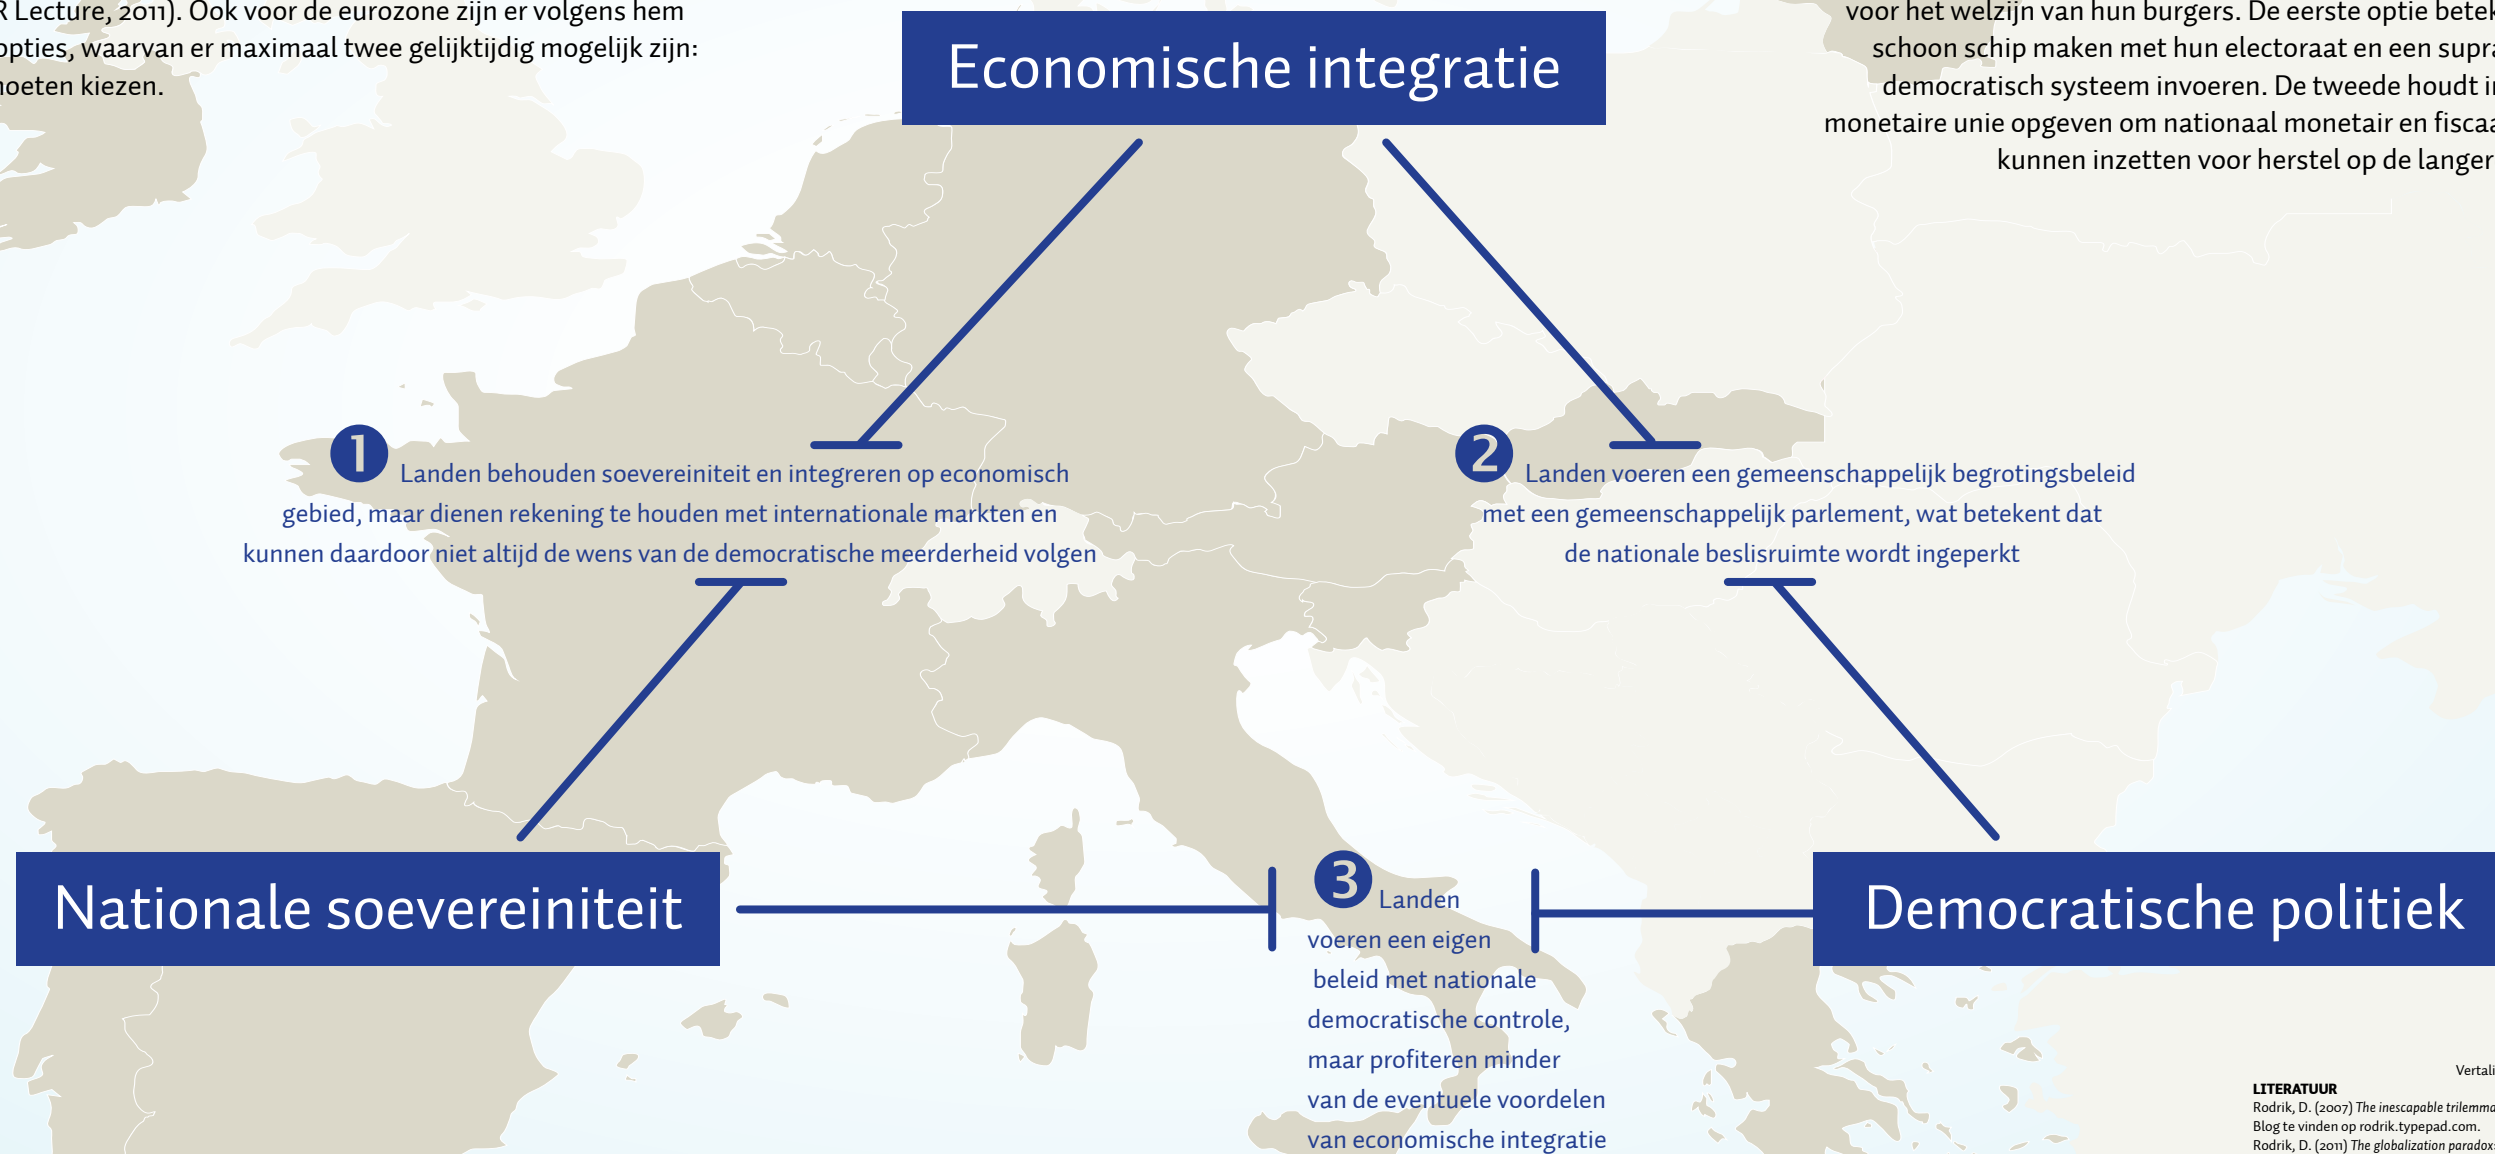 R Lecture, 2011). Ook voor de eurozone zijn er volgens hem
opties, waarvan er maximaal twee gelijktijdig mogelijk zijn:
moeten kiezen.
voor het welzijn van hun burgers. De eerste optie betek
schoon schip maken met hun electoraat en een supra
democratisch systeem invoeren. De tweede houdt in
monetaire unie opgeven om nationaal monetair en fiscaa
kunnen inzetten voor herstel op de langer
Economische integratie
1 Landen behouden soevereiniteit en integreren op economisch
gebied, maar dienen rekening te houden met internationale markten en
kunnen daardoor niet altijd de wens van de democratische meerderheid volgen
2 Landen voeren een gemeenschappelijk begrotingsbeleid
met een gemeenschappelijk parlement, wat betekent dat
de nationale beslisruimte wordt ingeperkt
Nationale soevereiniteit
3 Landen
voeren een eigen
beleid met nationale
democratische controle,
maar profiteren minder
van de eventuele voordelen
van economische integratie
Democratische politiek
Vertali
LITERATUUR
Rodrik, D. (2007) The inescapable trilemma
Blog te vinden op rodrik.typepad.com.
Rodrik, D. (2011) The globalization paradox: